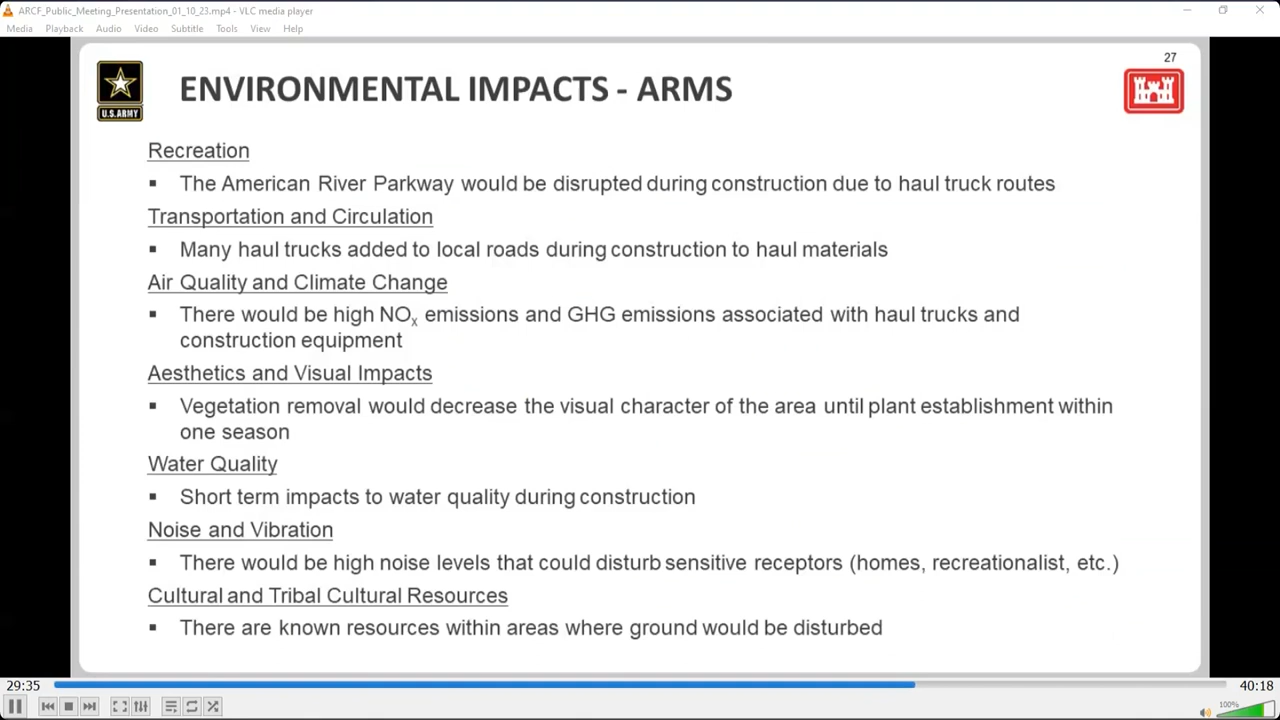 ARCF_Public_Meeting_Presentation_01_10_23.mp4 - VLC media player
Media Playback Audio Video Subtitle Tools View Help
27
U.S.ARMY
ENVIRONMENTAL IMPACTS - ARMS
Recreation
▪ The American River Parkway would be disrupted during construction due to haul truck routes
Transportation and Circulation
▪ Many haul trucks added to local roads during construction to haul materials
Air Quality and Climate Change
▪ There would be high NOx emissions and GHG emissions associated with haul trucks and
construction equipment
Aesthetics and Visual Impacts
▪ Vegetation removal would decrease the visual character of the area until plant establishment within
one season
Water Quality
▪ Short term impacts to water quality during construction
Noise and Vibration
▪ There would be high noise levels that could disturb sensitive receptors (homes, recreationalist, etc.)
Cultural and Tribal Cultural Resources
▪ There are known resources within areas where ground would be disturbed
29:35 40:18
100%